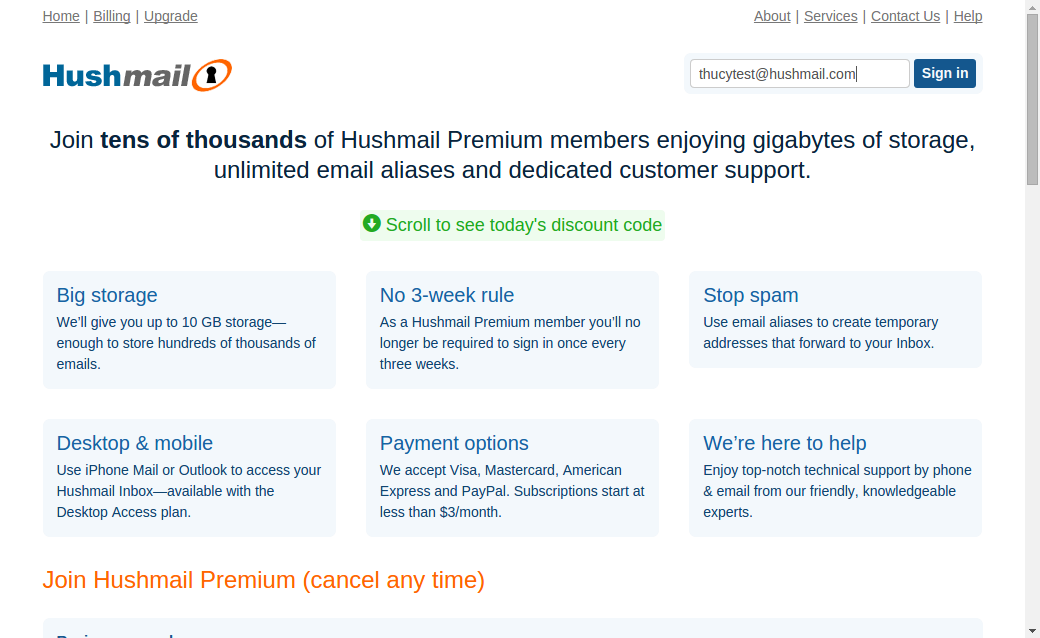 Home | Billing | Upgrade
About | Services | Contact Us | Help
Hushmail
thucytest@hushmail.com
Sign in
Join tens of thousands of Hushmail Premium members enjoying gigabytes of storage,
unlimited email aliases and dedicated customer support.
Scroll to see today's discount code
Big storage
We’ll give you up to 10 GB storage—
enough to store hundreds of thousands of
emails.
No 3-week rule
As a Hushmail Premium member you’ll no
longer be required to sign in once every
three weeks.
Stop spam
Use email aliases to create temporary
addresses that forward to your Inbox.
Desktop & mobile
Use iPhone Mail or Outlook to access your
Hushmail Inbox—available with the
Desktop Access plan.
Payment options
We accept Visa, Mastercard, American
Express and PayPal. Subscriptions start at
less than $3/month.
We’re here to help
Enjoy top-notch technical support by phone
& email from our friendly, knowledgeable
experts.
Join Hushmail Premium (cancel any time)